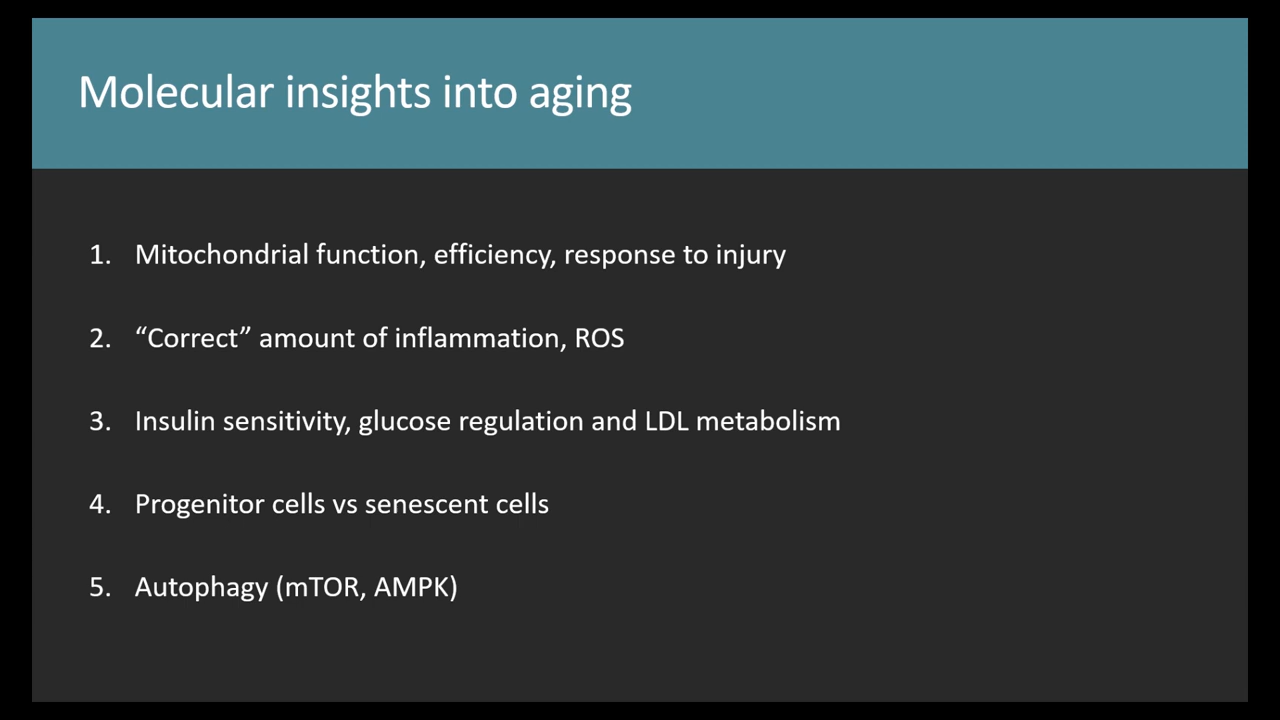 Molecular insights into aging
1. Mitochondrial function, efficiency, response to injury
2. “Correct” amount of inflammation, ROS
3. Insulin sensitivity, glucose regulation and LDL metabolism
4. Progenitor cells vs senescent cells
5. Autophagy (mTOR, AMPK)